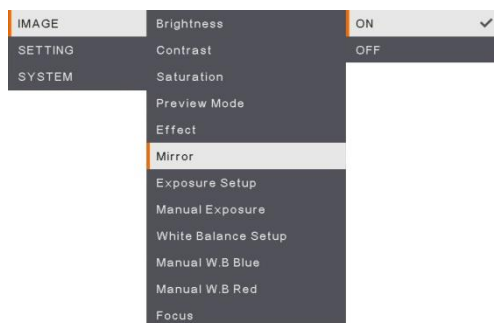 IMAGE
SETTING
SYSTEM
Brightness
Contrast
Saturation
Preview Mode
Effect
Mirror
Exposure Setup
Manual Exposure
White Balance Setup
Manual W.B Blue
Manual W.B Red
Focus
ON
OFF